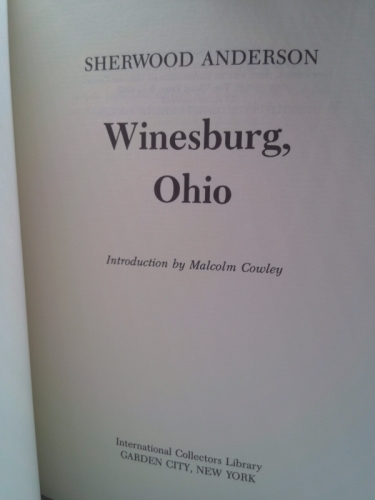 SHERWOOD ANDERSON
Winesburg,
Ohio
Introduction by Malcolm Cowley
International Collectors Library
GARDEN CITY, NEW YORK